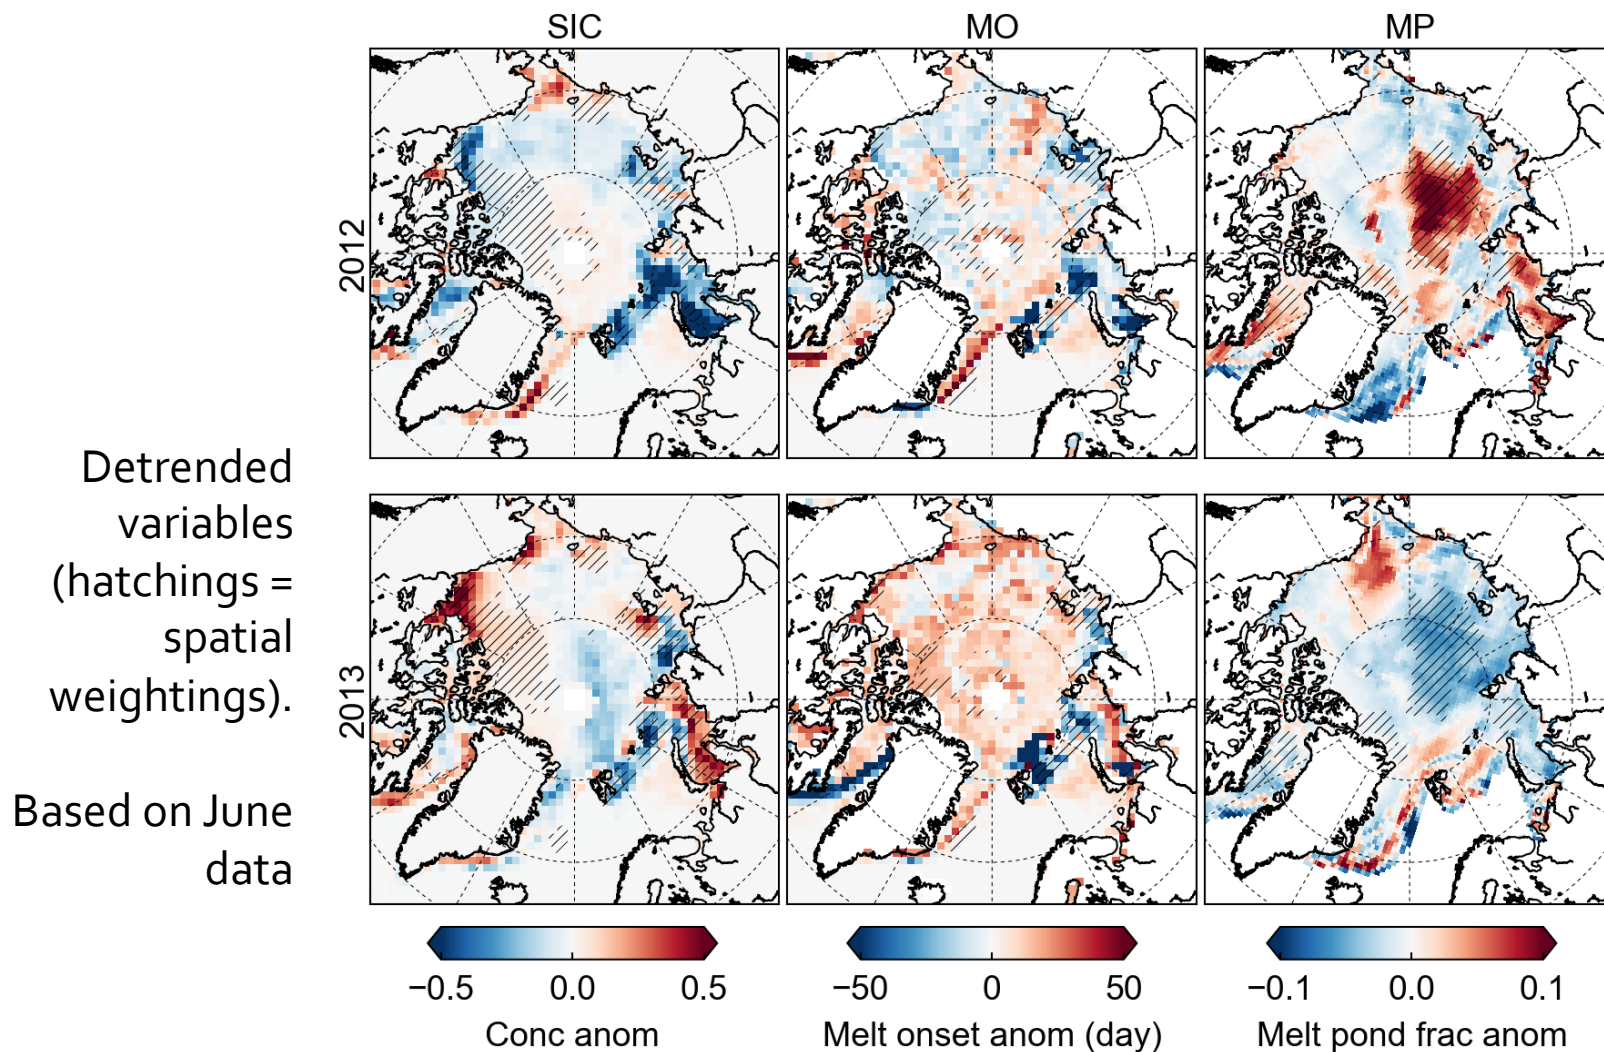 SIC
MO
MP
2012
2013
Detrended
variables
(hatchings =
spatial
weightings).
Based on June
data
−0.5
0.0
0.5
−50
0
50
−0.1
0.0
0.1
Conc anom
Melt onset anom (day)
Melt pond frac anom